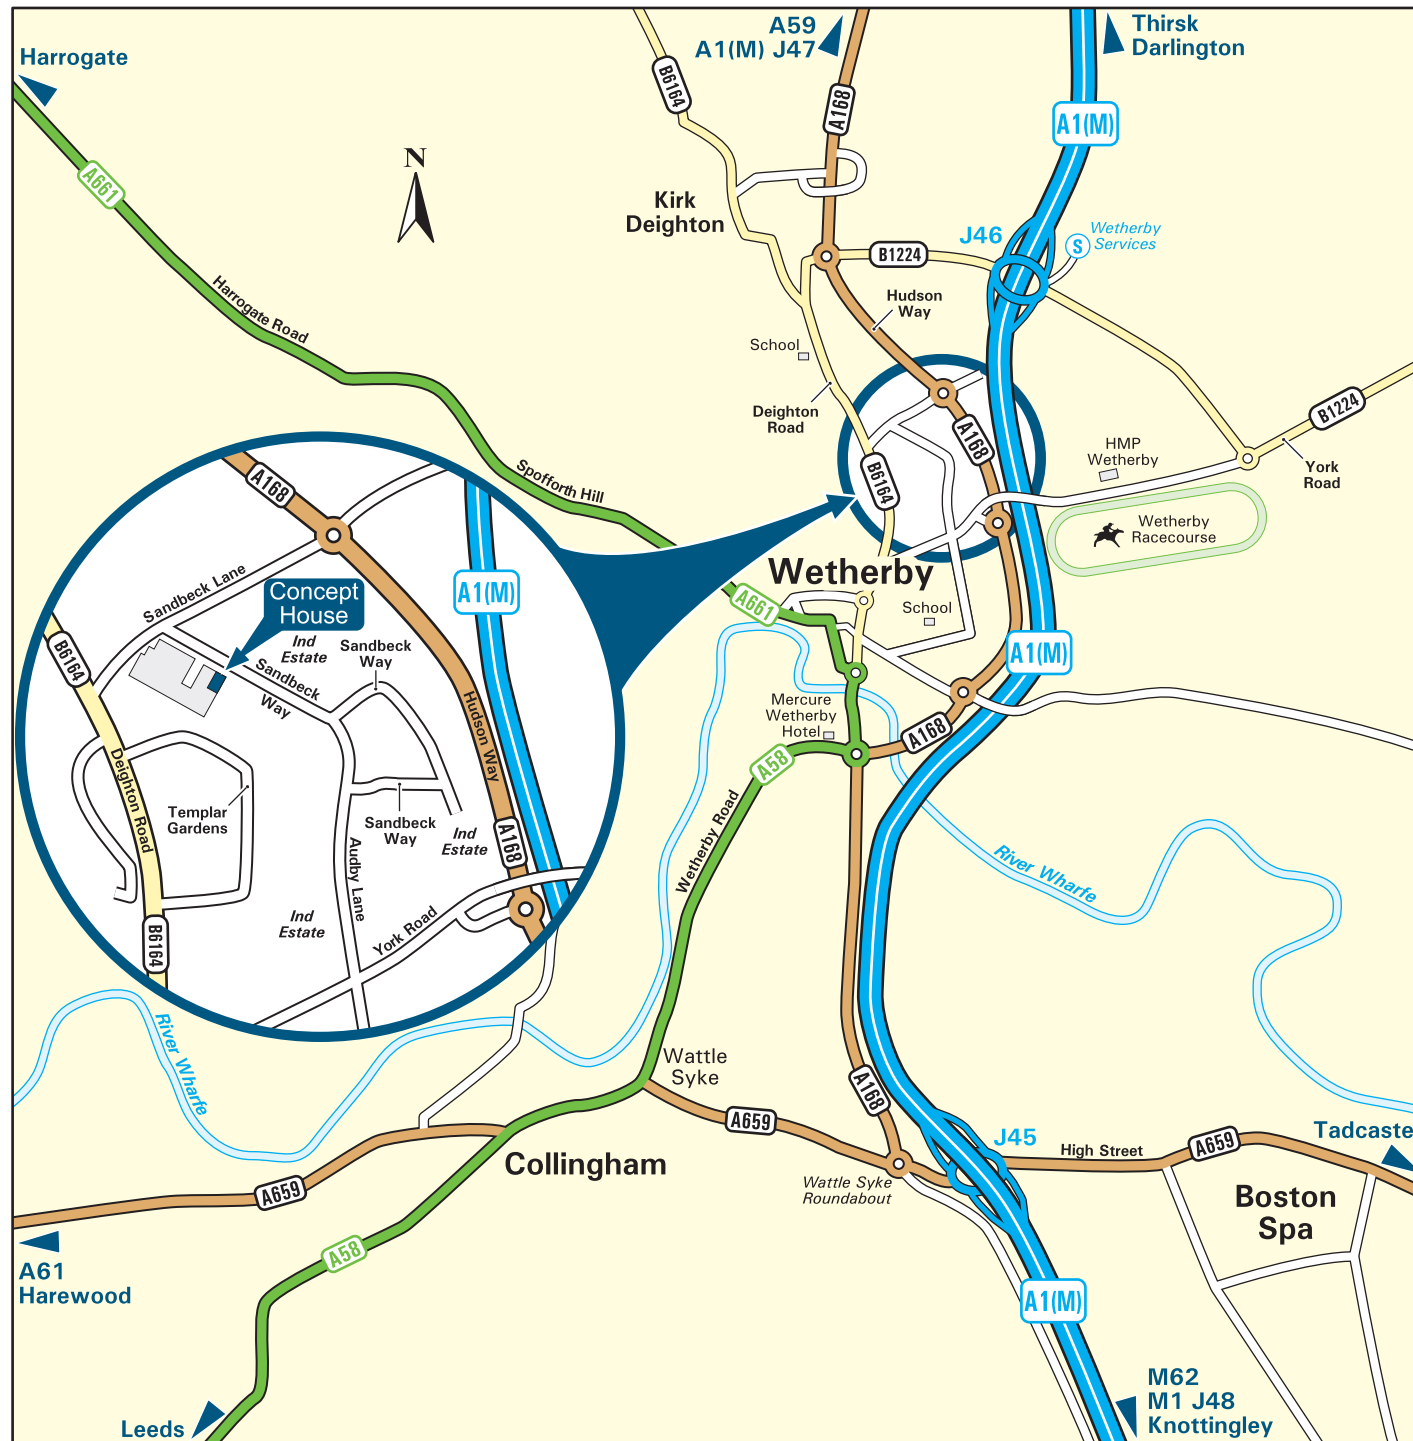 A59
A1(M) J47
Thirsk
Darlington
Harrogate
B6164
A168
A1(M)
A661
N
Kirk
Deighton
J46
Wetherby
Services
S
B1224
Hudson
Way
Harrogate Road
School
Deighton
Road
B1224
A168
HMP
Wetherby
York
Road
B6164
Spofforth Hill
Wetherby
Racecourse
A168
A1(M)
Sandbeck Lane
Concept
House
Wetherby
A661
School
Ind
Estate
Sandbeck
Way
B6164
A1(M)
Sandbeck
Way
Mercure
Wetherby
Hotel
A168
Hudson Way
Deighton Road
A58
Templar
Gardens
Sandbeck
Way
Ind
Estate
A168
Wetherby Road
Audby Lane
River Wharfe
Ind
Estate
York Road
B6164
River Wharfe
Wattle
Syke
A168
A659
J45
High Street
A659
Tadcaste
Collingham
Wattle Syke
Roundabout
A659
Boston
Spa
A58
A61
Harewood
A1(M)
M62
M1 J48
Knottingley
Leeds